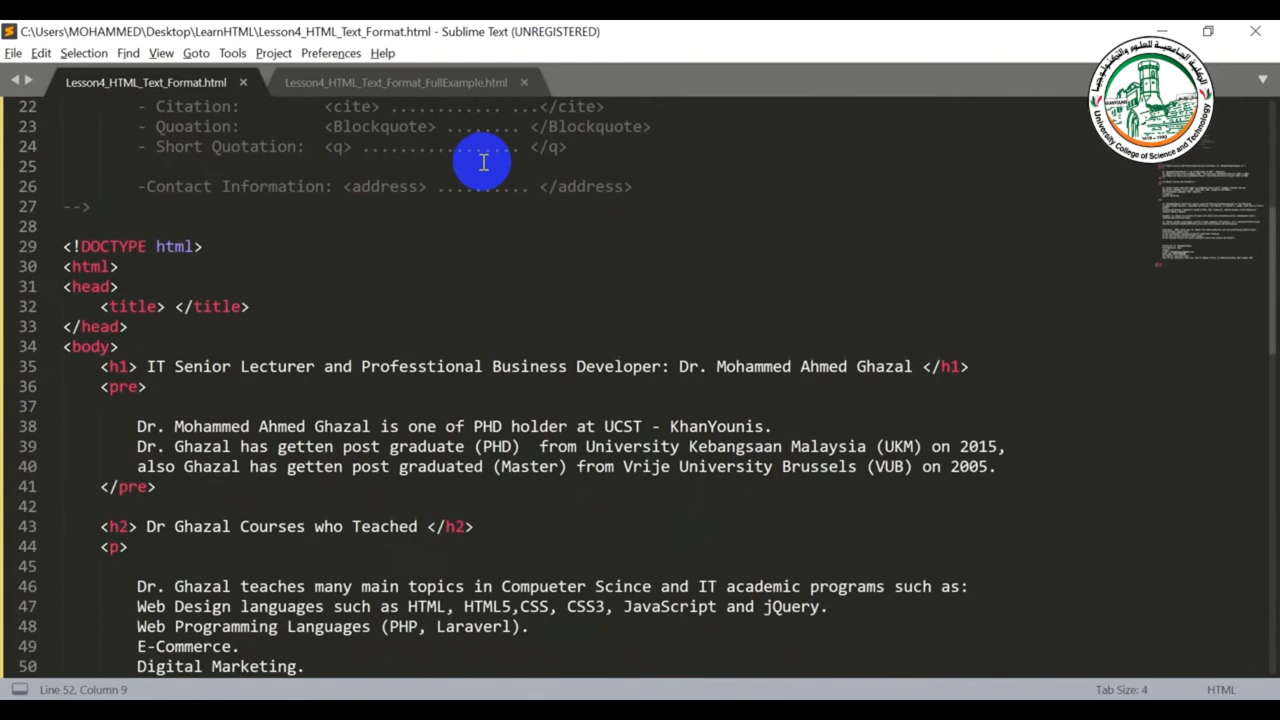 C:\Users\MOHAMMED\Desktop\LearnHTML\Lesson4_HTML_Text_Format.html - Sublime Text (UNREGISTERED)
File Edit Selection Find View Goto Tools Project Preferences Help
Lesson4_HTML_Text_Format.html × Lesson4_HTML_Text_Format_FullExample.html ×
University College of Science and Technology
22 - Citation: <cite> ............ ...</cite>
23 - Quoation: <Blockquote> ........ </Blockquote>
24 - Short Quotation: <q> ................. </q>
25
26 -Contact Information: <address> .......... </address>
27 -->
28
29 <!DOCTYPE html>
30 <html>
31 <head>
32 <title> </title>
33 </head>
34 <body>
35 <h1> IT Senior Lecturer and Professtional Business Developer: Dr. Mohammed Ahmed Ghazal </h1>
36 <pre>
37
38 Dr. Mohammed Ahmed Ghazal is one of PHD holder at UCST - KhanYounis.
39 Dr. Ghazal has getten post graduate (PHD)  from University Kebangsaan Malaysia (UKM) on 2015,
40 also Ghazal has getten post graduated (Master) from Vrije University Brussels (VUB) on 2005.
41 </pre>
42
43 <h2> Dr Ghazal Courses who Teached </h2>
44 <p>
45
46 Dr. Ghazal teaches many main topics in Compueter Scince and IT academic programs such as:
47 Web Design languages such as HTML, HTML5,CSS, CSS3, JavaScript and jQuery.
48 Web Programming Languages (PHP, Laraverl).
49 E-Commerce.
50 Digital Marketing.
Line 52, Column 9 Tab Size: 4 HTML